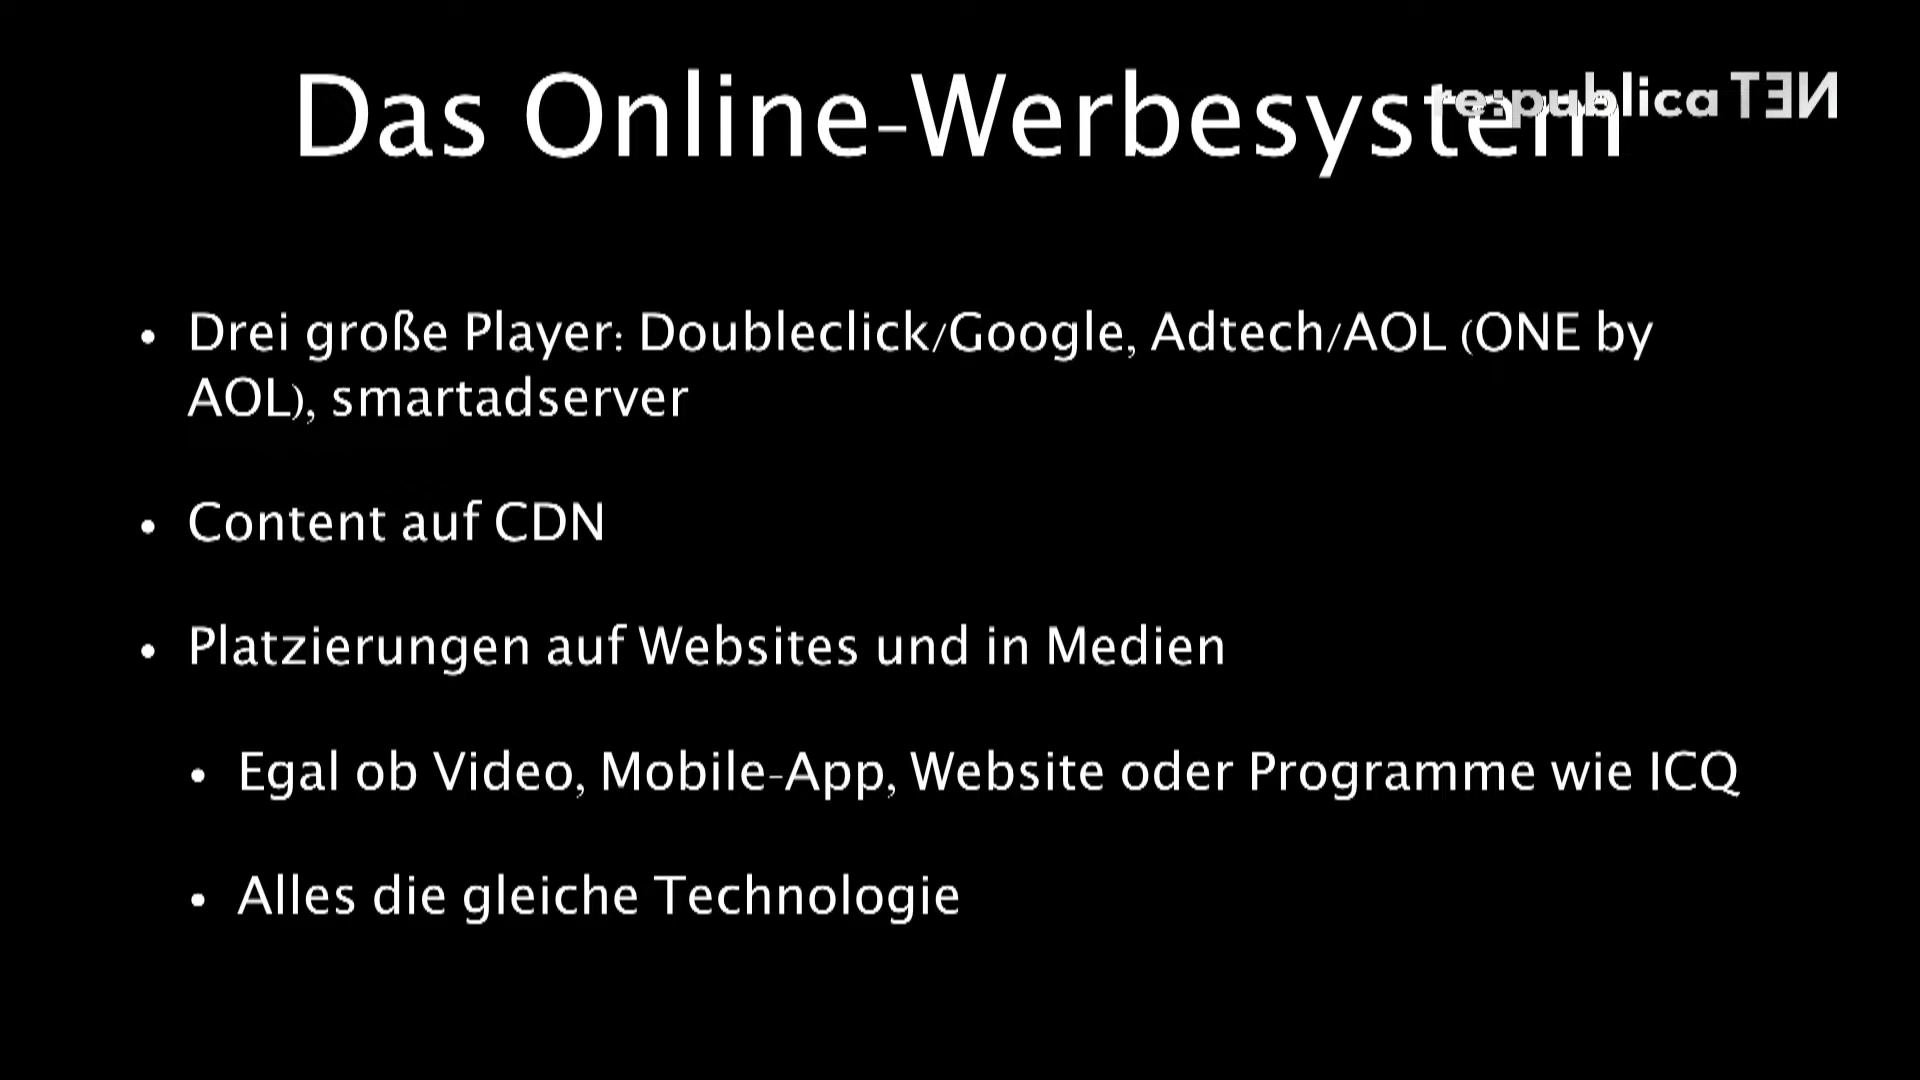 Das Online-Werbesystem
re:publica TEN
• Drei große Player: Doubleclick/Google, Adtech/AOL (ONE by
AOL), smartadserver
• Content auf CDN
• Platzierungen auf Websites und in Medien
• Egal ob Video, Mobile-App, Website oder Programme wie ICQ
• Alles die gleiche Technologie